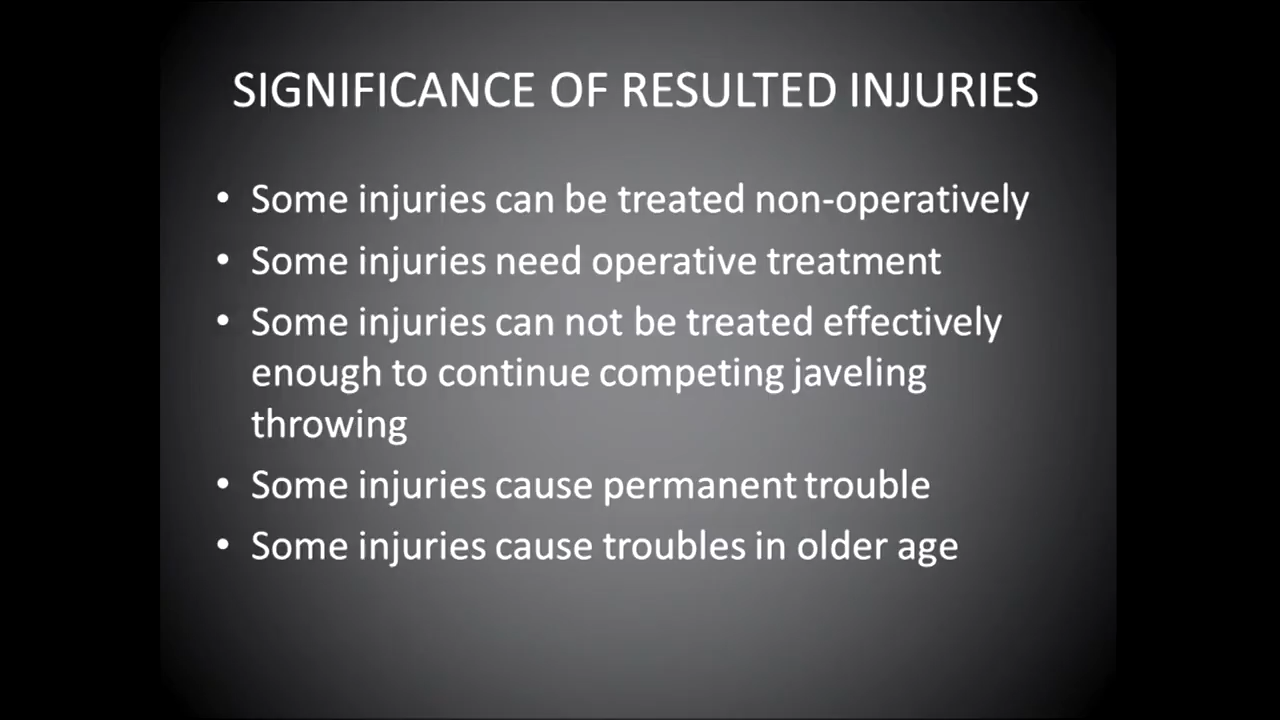 SIGNIFICANCE OF RESULTED INJURIES
• Some injuries can be treated non-operatively
• Some injuries need operative treatment
• Some injuries can not be treated effectively
enough to continue competing javeling
throwing
• Some injuries cause permanent trouble
• Some injuries cause troubles in older age